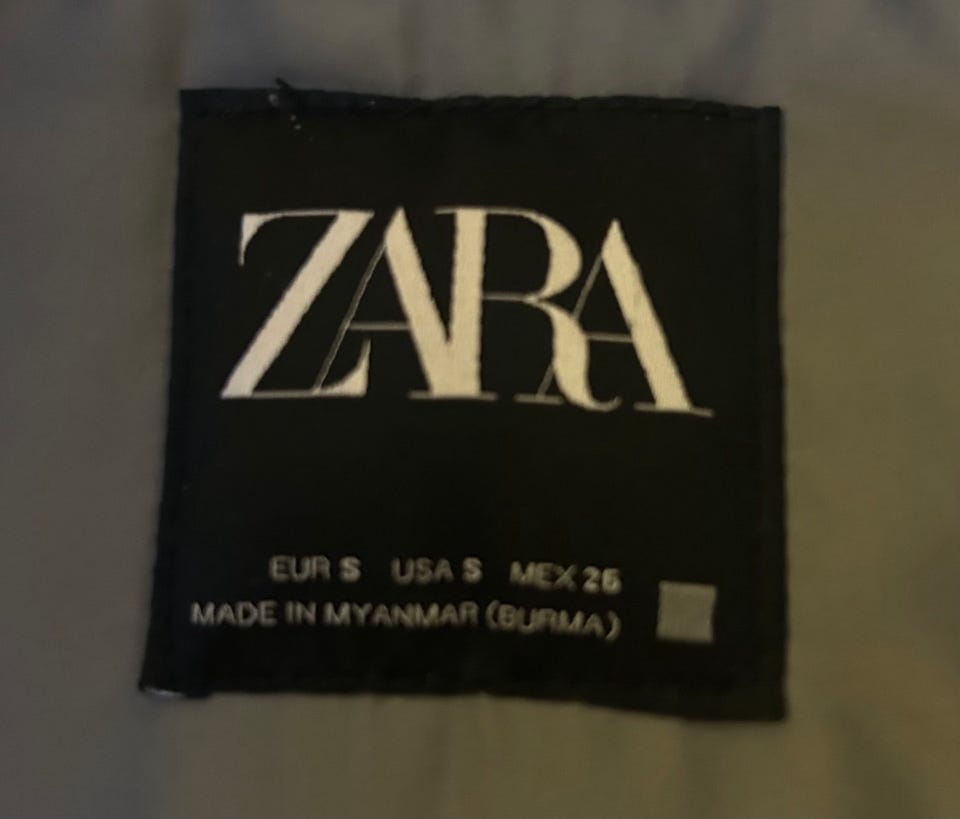 ZARA
EUR S USA S MEX 26
MADE IN MYANMAR (BURMA)